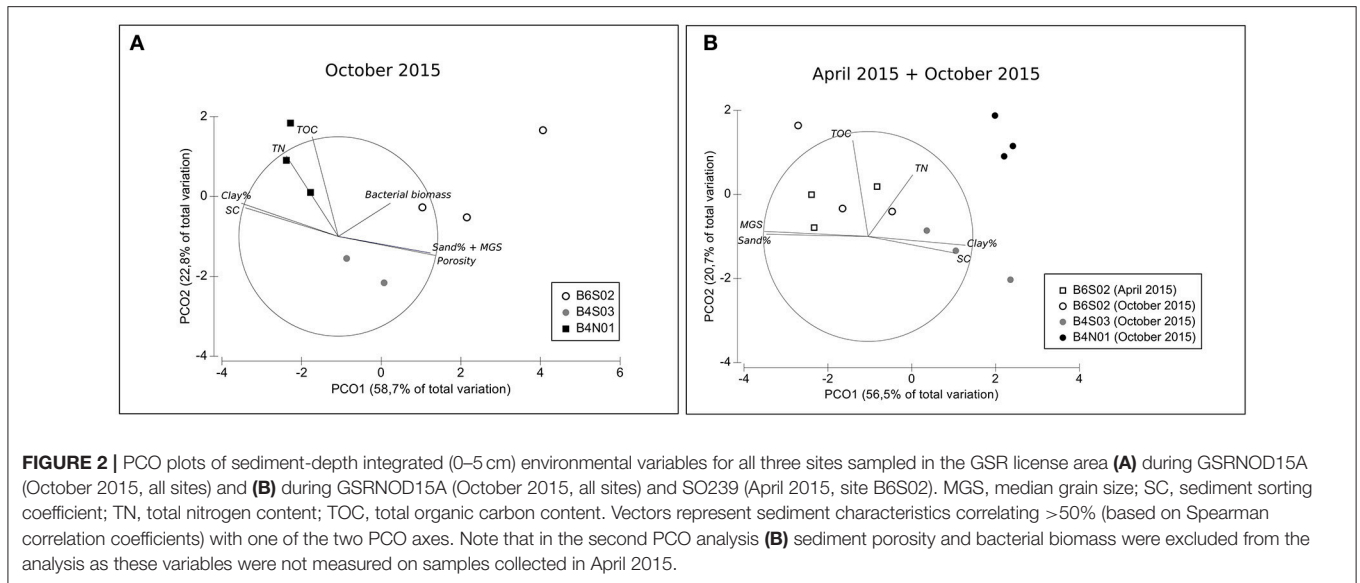 A
October 2015
PCO2 (22,8% of total variation)
2
0
-2
-4
TOC
TN
Clay%
SC
Bacterial biomass
Sand% + MGS
Porosity
B6S02
B4S03
B4N01
-4 -2 0 2 4 6
PCO1 (58,7% of total variation)
B
April 2015 + October 2015
PCO2 (20,7% of total variation)
2
0
-2
-4
TOC
TN
MGS
Sand%
Clay%
SC
B6S02 (April 2015)
B6S02 (October 2015)
B4S03 (October 2015)
B4N01 (October 2015)
-4 -2 0 2 4
PCO1 (56,5% of total variation)
FIGURE 2 | PCO plots of sediment-depth integrated (0–5 cm) environmental variables for all three sites sampled in the GSR license area (A) during GSRNOD15A
(October 2015, all sites) and (B) during GSRNOD15A (October 2015, all sites) and SO239 (April 2015, site B6S02). MGS, median grain size; SC, sediment sorting
coefficient; TN, total nitrogen content; TOC, total organic carbon content. Vectors represent sediment characteristics correlating >50% (based on Spearman
correlation coefficients) with one of the two PCO axes. Note that in the second PCO analysis (B) sediment porosity and bacterial biomass were excluded from the
analysis as these variables were not measured on samples collected in April 2015.